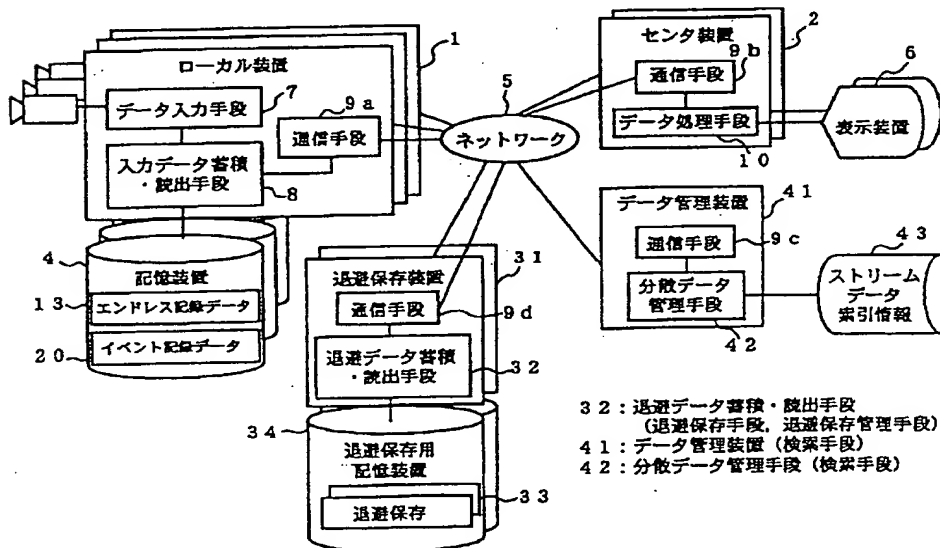 1
ローカル装置
データ入力手段
7
9a
通信手段
入力データ蓄積
・読出手段
8
4
記憶装置
13
エンドレス記録データ
20
イベント記録データ
5
ネットワーク
2
センタ装置
9b
通信手段
データ処理手段
10
6
表示装置
41
データ管理装置
通信手段
9c
分散データ
管理手段
42
43
ストリーム
データ
索引情報
31
退避保存装置
通信手段
9d
退避データ蓄積
・読出手段
32
34
退避保存用
記憶装置
33
退避保存
32:退避データ蓄積・読出手段
(退避保存手段,退避保存管理手段)
41:データ管理装置(検索手段)
42:分散データ管理手段(検索手段)